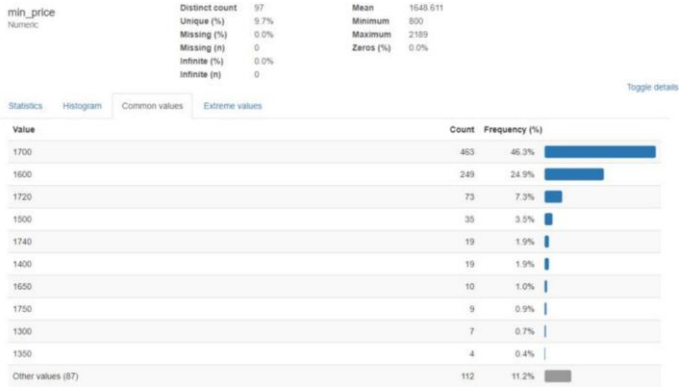 min_price
Numeric
Distinct count 97
Unique (%) 9.7%
Missing (%) 0.0%
Missing (n) 0
Infinite (%) 0.0%
Infinite (n) 0
Mean 1648.611
Minimum 800
Maximum 2189
Zeros (%) 0.0%
Toggle details
Statistics Histogram Common values Extreme values
Value Count Frequency (%)
1700 463 46.3%
1600 249 24.9%
1720 73 7.3%
1500 35 3.5%
1740 19 1.9%
1400 19 1.9%
1650 10 1.0%
1750 9 0.9%
1300 7 0.7%
1350 4 0.4%
Other values (87) 112 11.2%